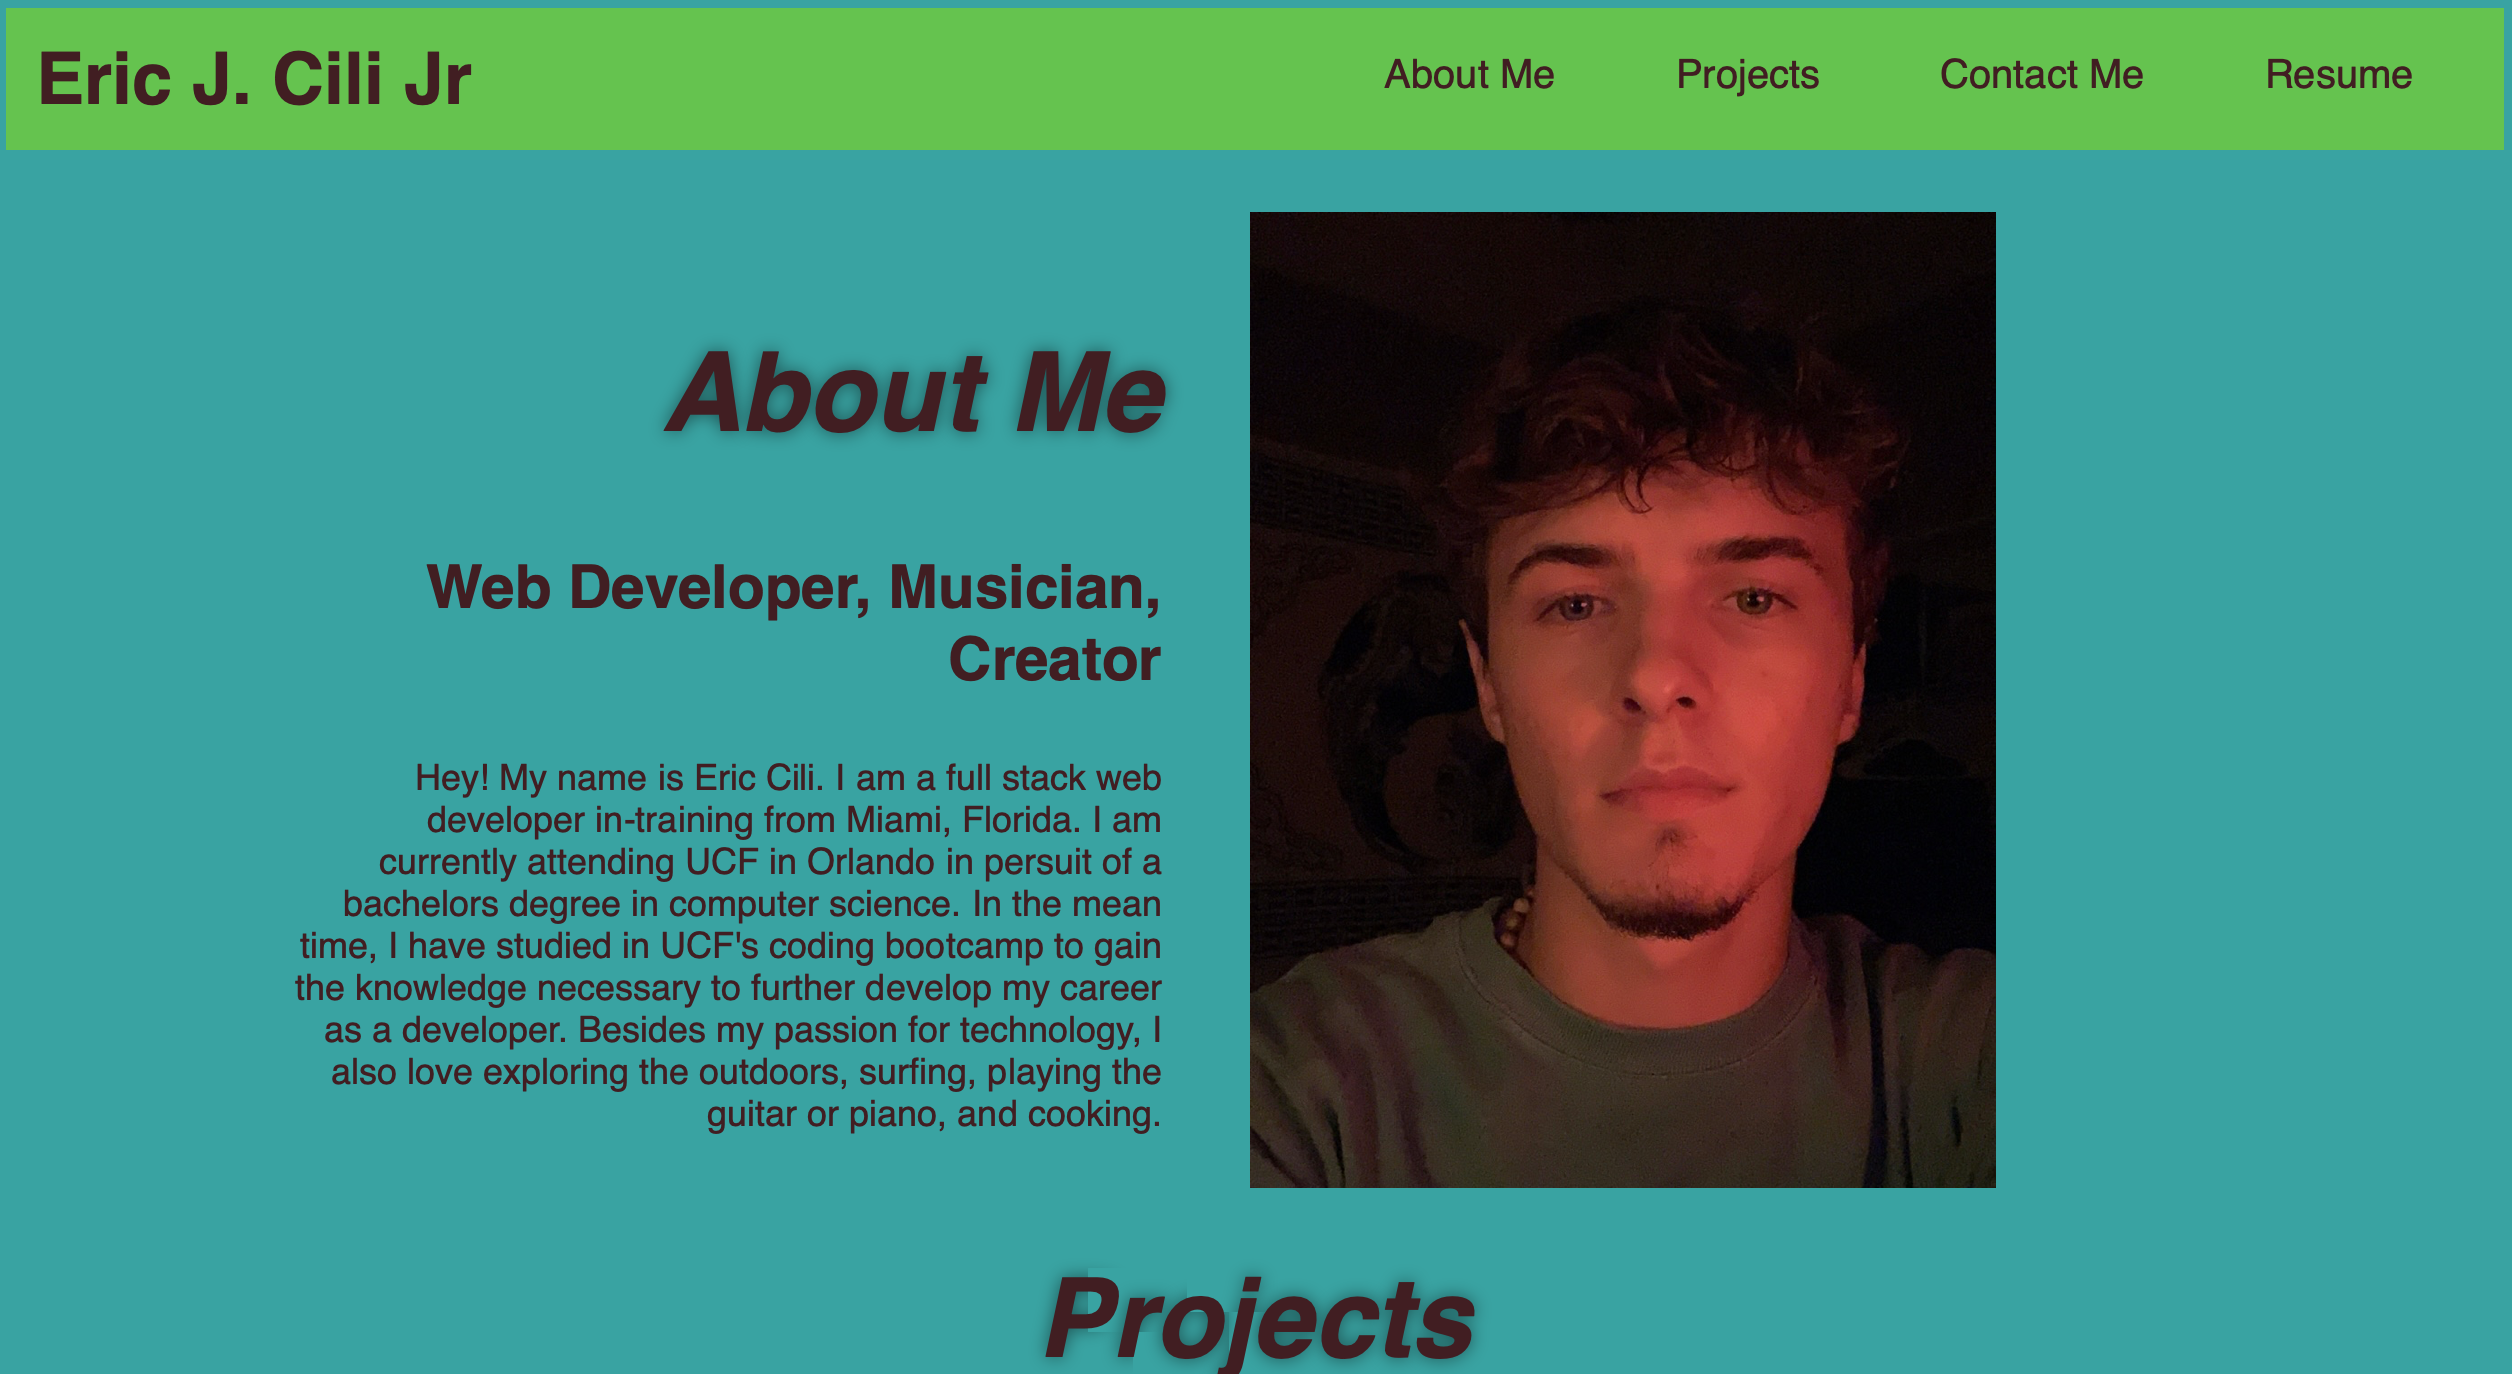 Eric J. Cili Jr
About Me Projects Contact Me Resume
About Me
Web Developer, Musician,
Creator
Hey! My name is Eric Cili. I am a full stack web
developer in-training from Miami, Florida. I am
currently attending UCF in Orlando in persuit of a
bachelors degree in computer science. In the mean
time, I have studied in UCF's coding bootcamp to gain
the knowledge necessary to further develop my career
as a developer. Besides my passion for technology, I
also love exploring the outdoors, surfing, playing the
guitar or piano, and cooking.
Projects